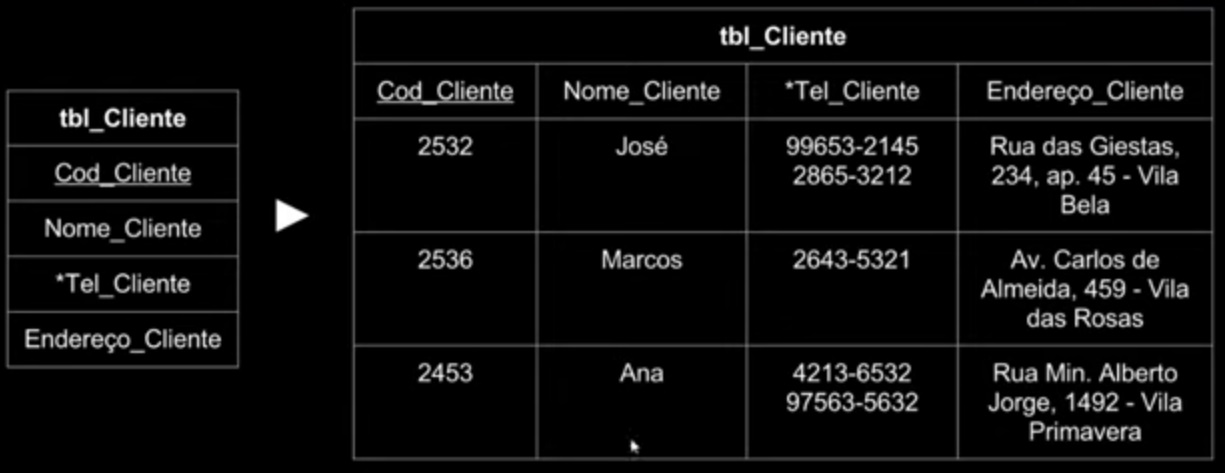 tbl_Cliente
Cod_Cliente
Nome_Cliente
*Tel_Cliente
Endereço_Cliente
tbl_Cliente
Cod_Cliente Nome_Cliente *Tel_Cliente Endereço_Cliente
2532 José 99653-2145 Rua das Giestas,
2865-3212 234, ap. 45 - Vila
Bela
2536 Marcos 2643-5321 Av. Carlos de
Almeida, 459 - Vila
das Rosas
2453 Ana 4213-6532 Rua Min. Alberto
97563-5632 Jorge, 1492 - Vila
Primavera